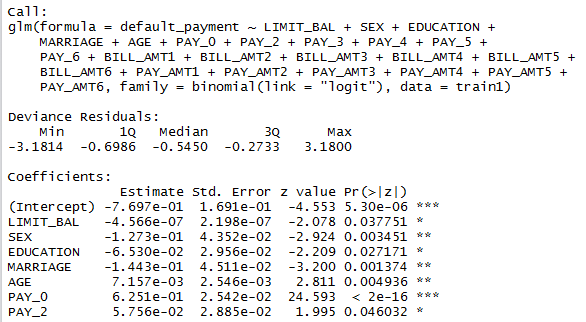 Call:
glm(formula = default_payment ~ LIMIT_BAL + SEX + EDUCATION +
    MARRIAGE + AGE + PAY_0 + PAY_2 + PAY_3 + PAY_4 + PAY_5 +
    PAY_6 + BILL_AMT1 + BILL_AMT2 + BILL_AMT3 + BILL_AMT4 + BILL_AMT5 +
    BILL_AMT6 + PAY_AMT1 + PAY_AMT2 + PAY_AMT3 + PAY_AMT4 + PAY_AMT5 +
    PAY_AMT6, family = binomial(link = "logit"), data = train1)
Deviance Residuals:
    Min       1Q   Median       3Q      Max
-3.1814  -0.6986  -0.5450  -0.2733   3.1800
Coefficients:
              Estimate Std. Error z value Pr(>|z|)
(Intercept) -7.697e-01  1.691e-01  -4.553 5.30e-06 ***
LIMIT_BAL   -4.566e-07  2.198e-07  -2.078 0.037751 *
SEX         -1.273e-01  4.352e-02  -2.924 0.003451 **
EDUCATION   -6.530e-02  2.956e-02  -2.209 0.027171 *
MARRIAGE    -1.443e-01  4.511e-02  -3.200 0.001374 **
AGE          7.157e-03  2.546e-03   2.811 0.004936 **
PAY_0        6.251e-01  2.542e-02  24.593  < 2e-16 ***
PAY_2        5.756e-02  2.885e-02   1.995 0.046032 *